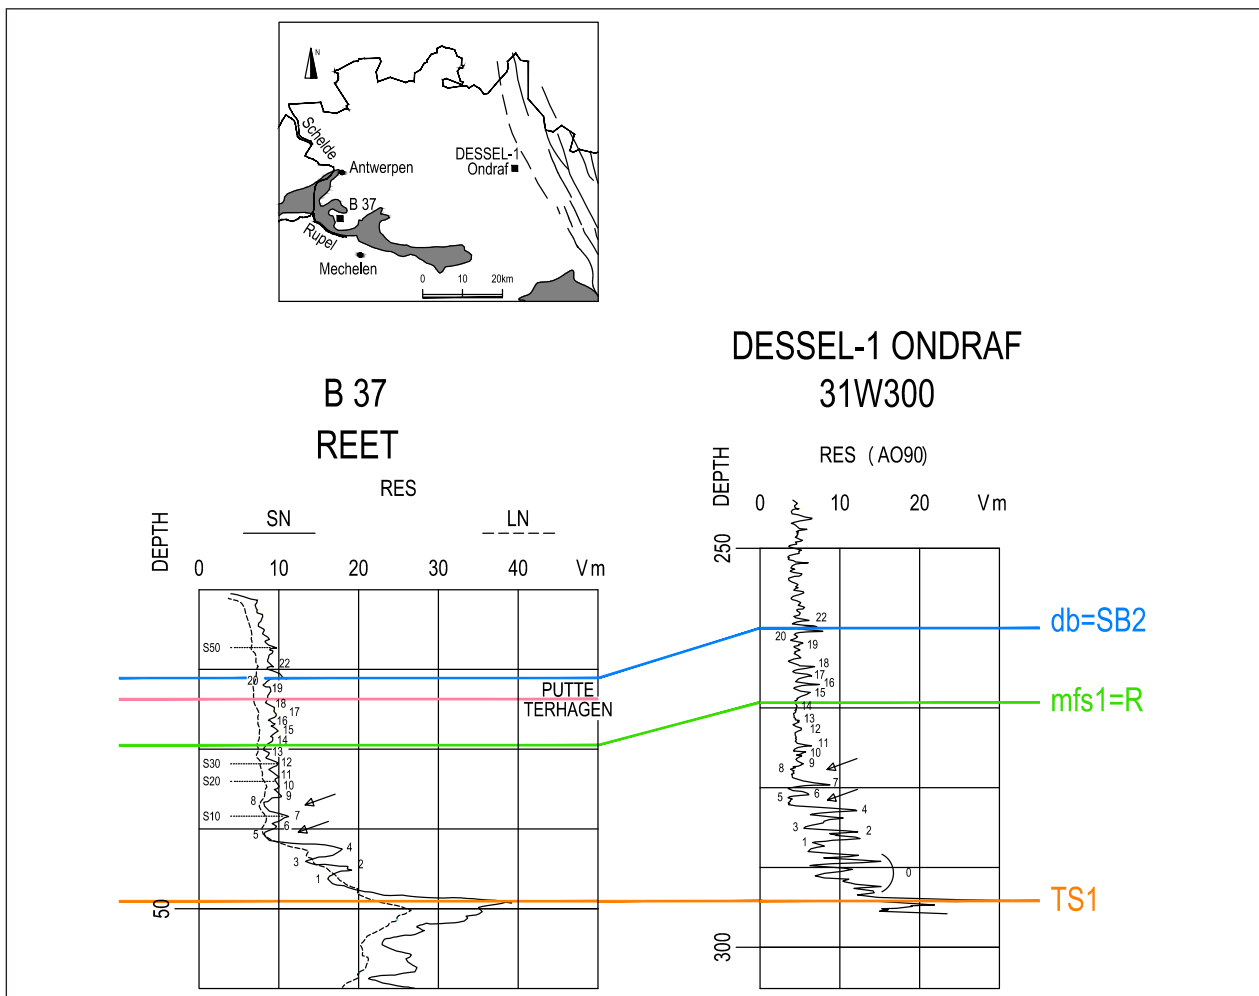 N
Schelde
Antwerpen
DESSEL-1
Ondraf
B 37
Rupel
Mechelen
0 10 20km
B 37
REET
DESSEL-1 ONDRAF
31W300
RES
SN LN
DEPTH
0 10 20 30 40 Vm
RES (AO90)
DEPTH
0 10 20 Vm
250
S50
22
20
19
18
17
16
15
14
13
S30
12
11
S20
10
9
8
S10
7
6
5
4
3
2
1
50
PUTTE
TERHAGEN
22
20
19
18
17
16
15
14
13
12
11
10
9
8
7
6
5
4
3
2
1
0
300
db=SB2
mfs1=R
TS1